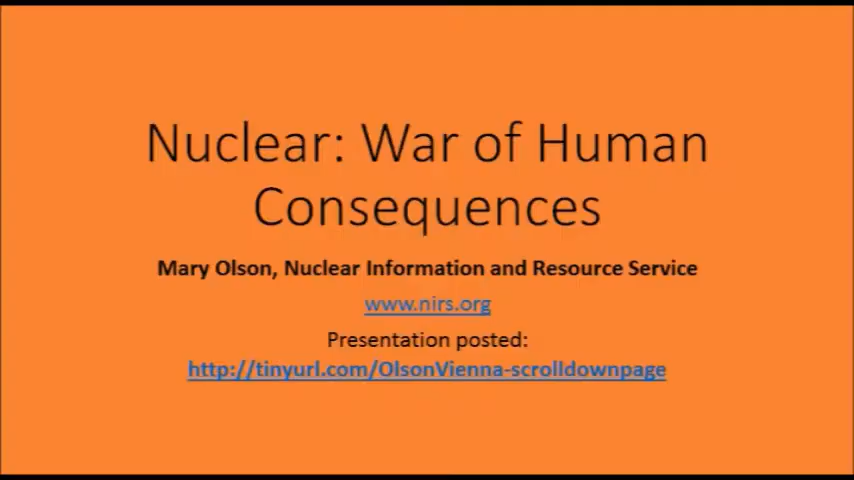 Nuclear: War of Human
Consequences
Mary Olson, Nuclear Information and Resource Service
www.nirs.org
Presentation posted:
http://tinyurl.com/OlsonVienna-scrolldownpage